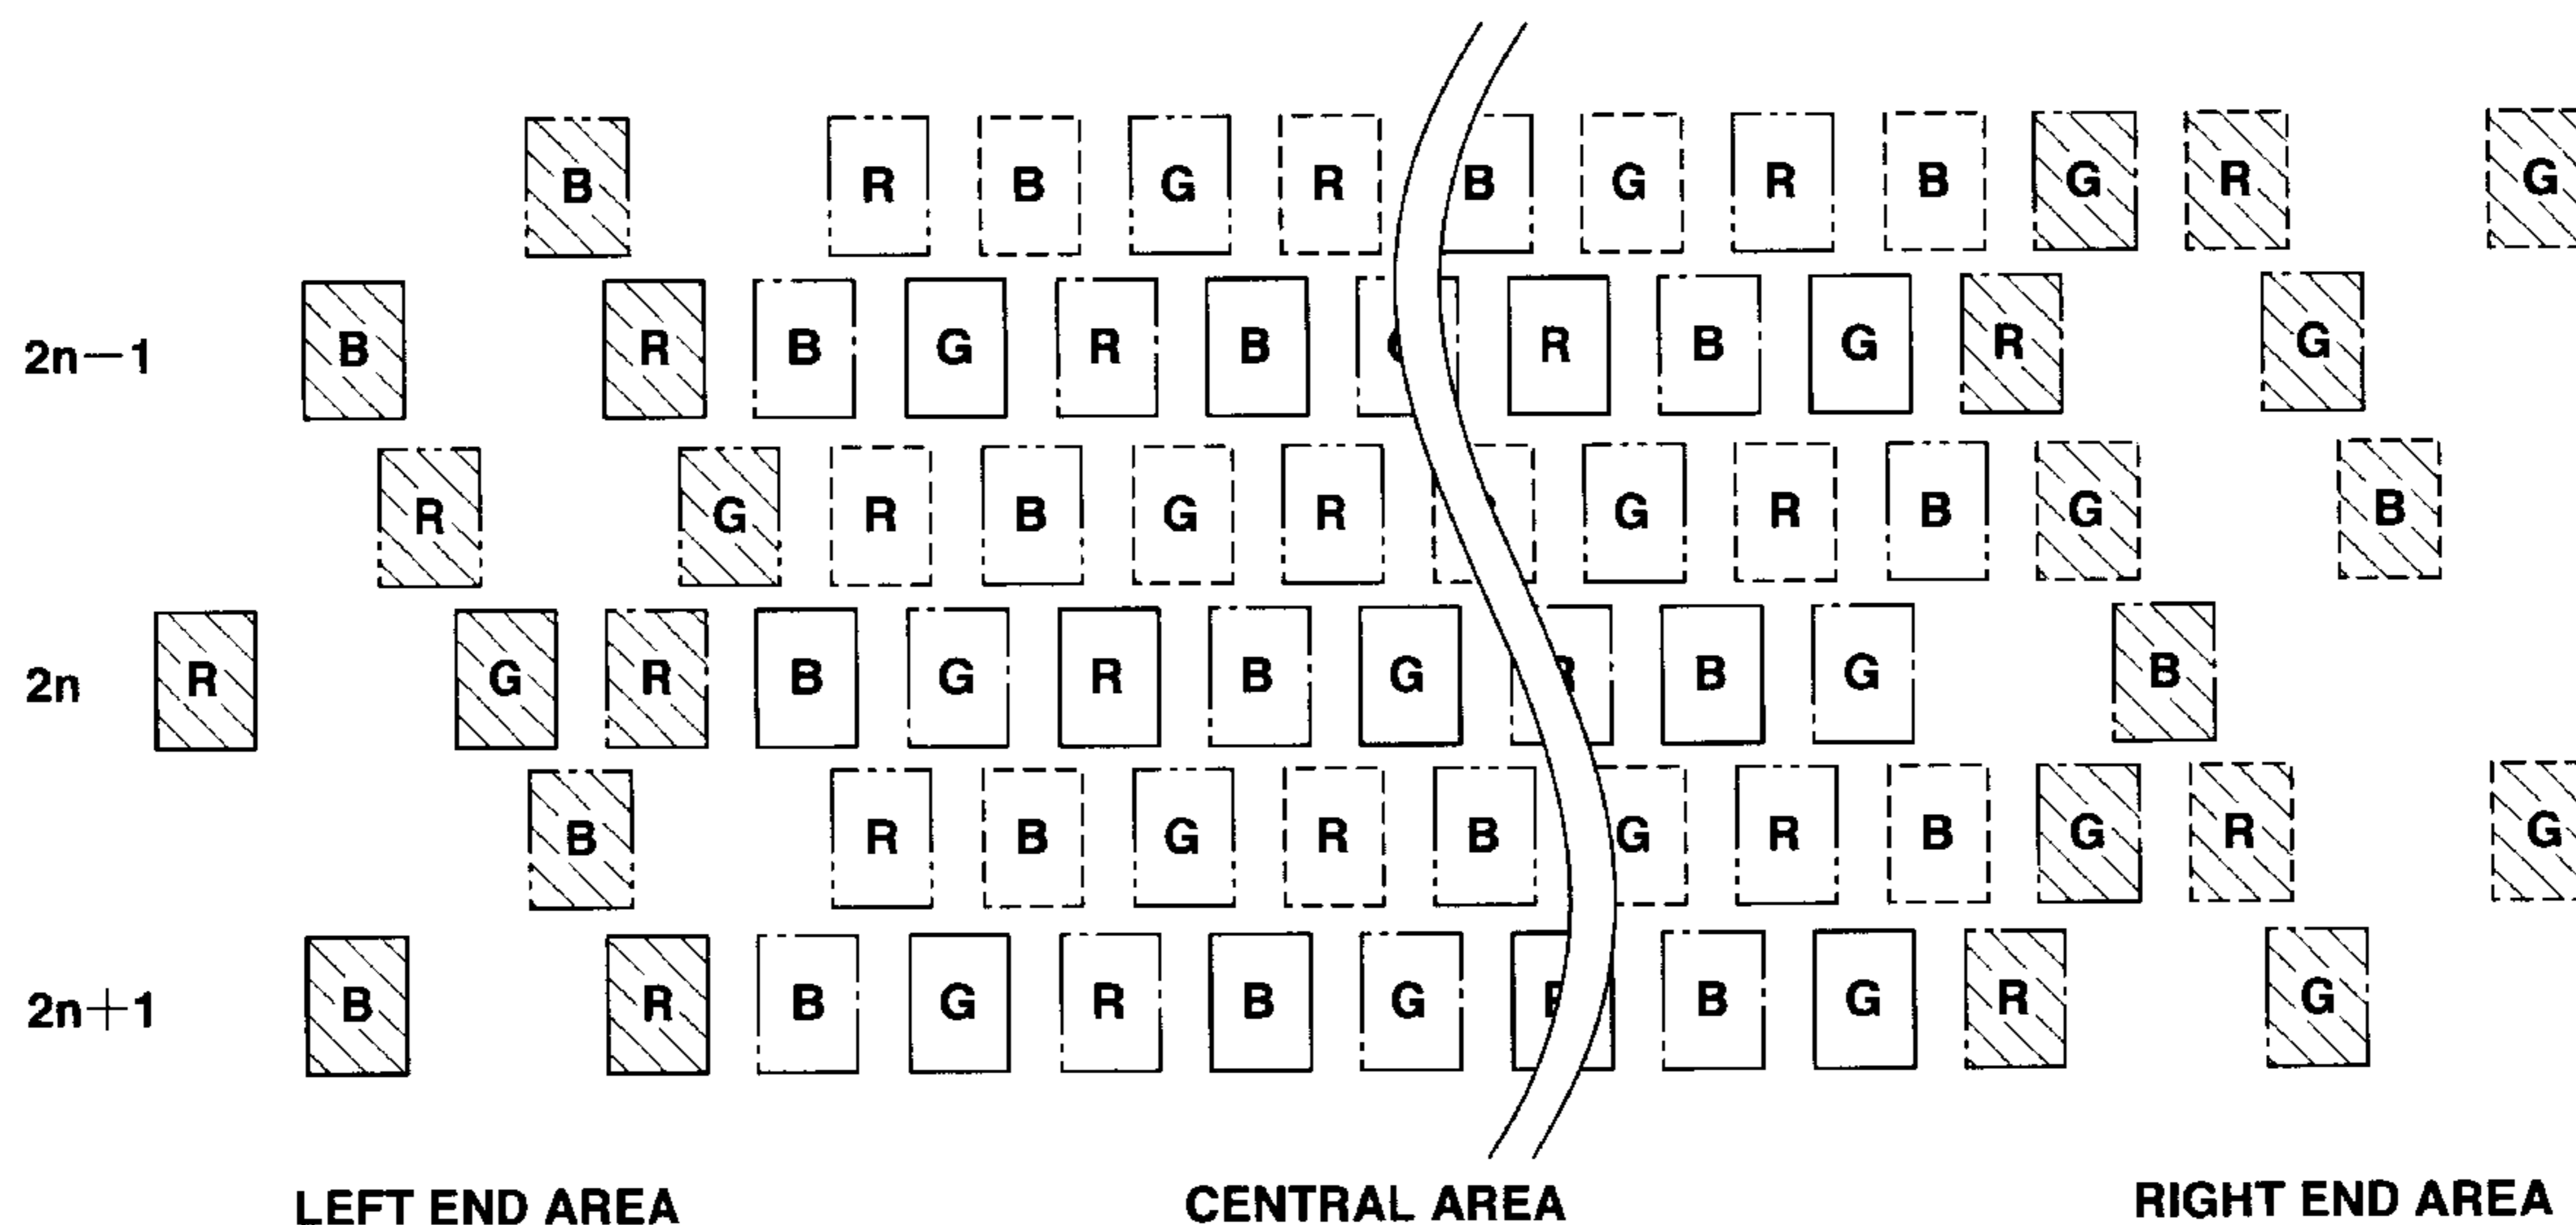 B R B G R B G R B G R G
2n−1 B R B G R B R B G R G
R G R B G R G R B G B
2n R G R B G R B G B G B
B R B G R B G R B G R G
2n+1 B R B G R B G B G R G
LEFT END AREA CENTRAL AREA RIGHT END AREA